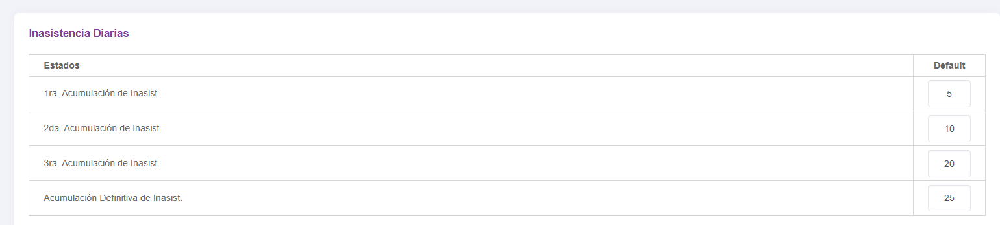 Inasistencia Diarias
Estados Default
1ra. Acumulación de Inasist 5
2da. Acumulación de Inasist. 10
3ra. Acumulación de Inasist. 20
Acumulación Definitiva de Inasist. 25